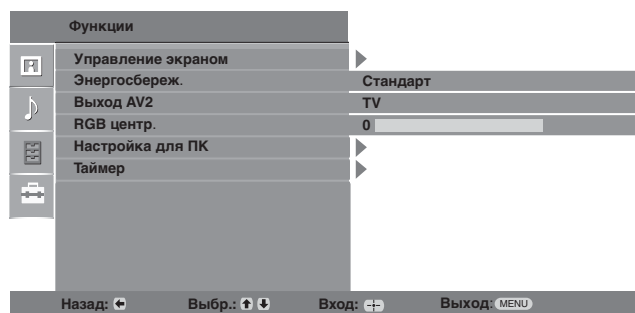 Функции
Управление экраном
Энергосбереж. Стандарт
Выход AV2 TV
RGB центр. 0
Настройка для ПК
Таймер
Назад: Выбр.: Вход: Выход: MENU